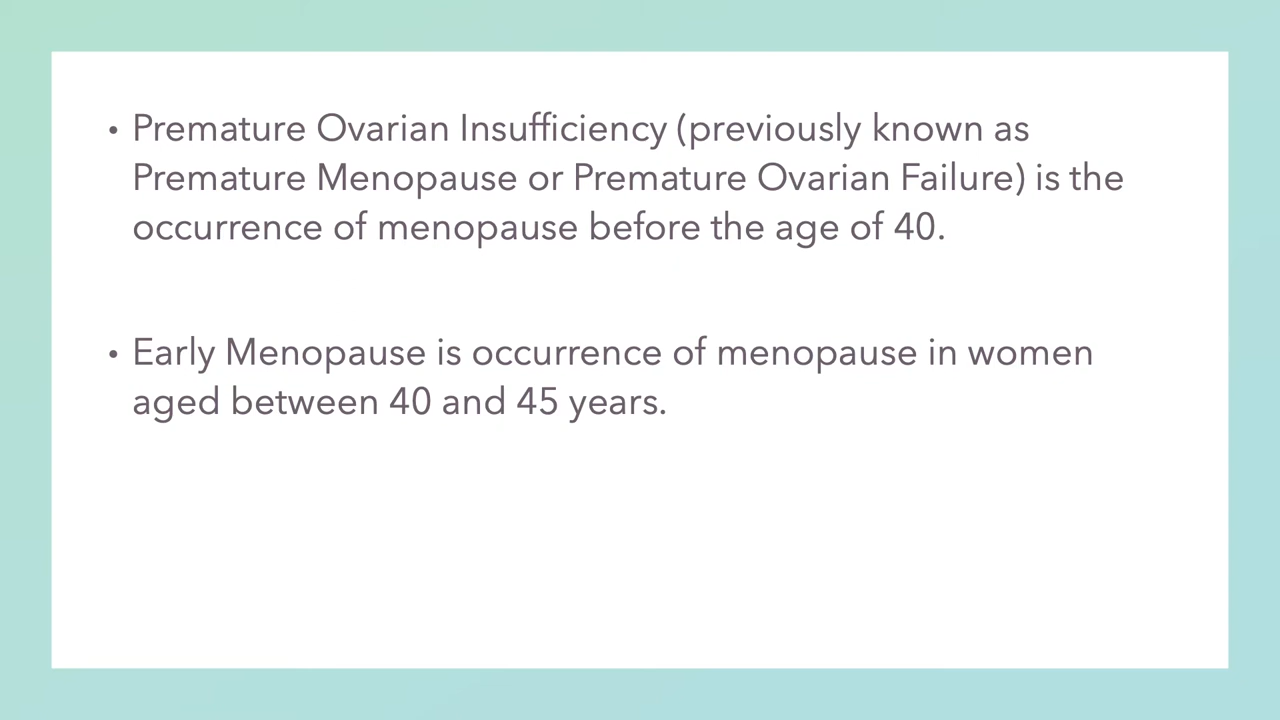 • Premature Ovarian Insufficiency (previously known as
Premature Menopause or Premature Ovarian Failure) is the
occurrence of menopause before the age of 40.
• Early Menopause is occurrence of menopause in women
aged between 40 and 45 years.